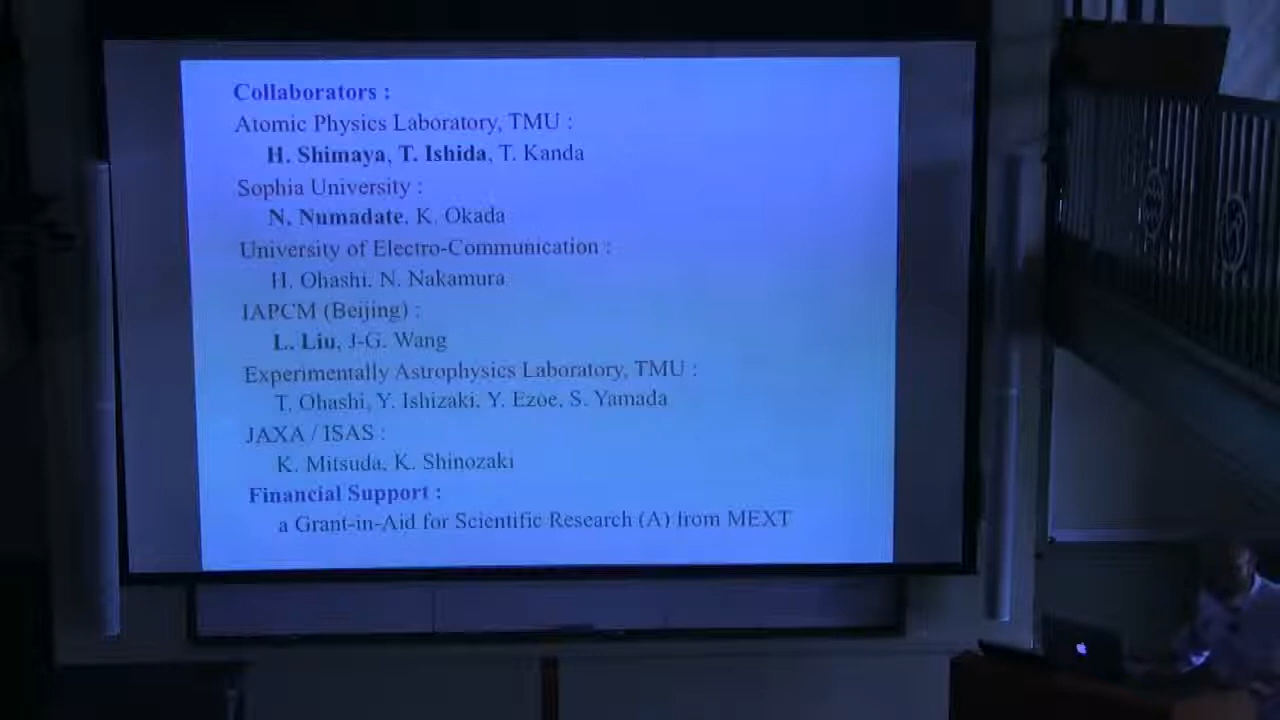 Collaborators :
Atomic Physics Laboratory, TMU :
H. Shimaya, T. Ishida, T. Kanda
Sophia University :
N. Numadate, K. Okada
University of Electro-Communication :
H. Ohashi, N. Nakamura
IAPCM (Beijing) :
L. Liu, J-G. Wang
Experimentally Astrophysics Laboratory, TMU :
T. Ohashi, Y. Ishizaki, Y. Ezoe, S. Yamada
JAXA / ISAS :
K. Mitsuda, K. Shinozaki
Financial Support :
a Grant-in-Aid for Scientific Research (A) from MEXT